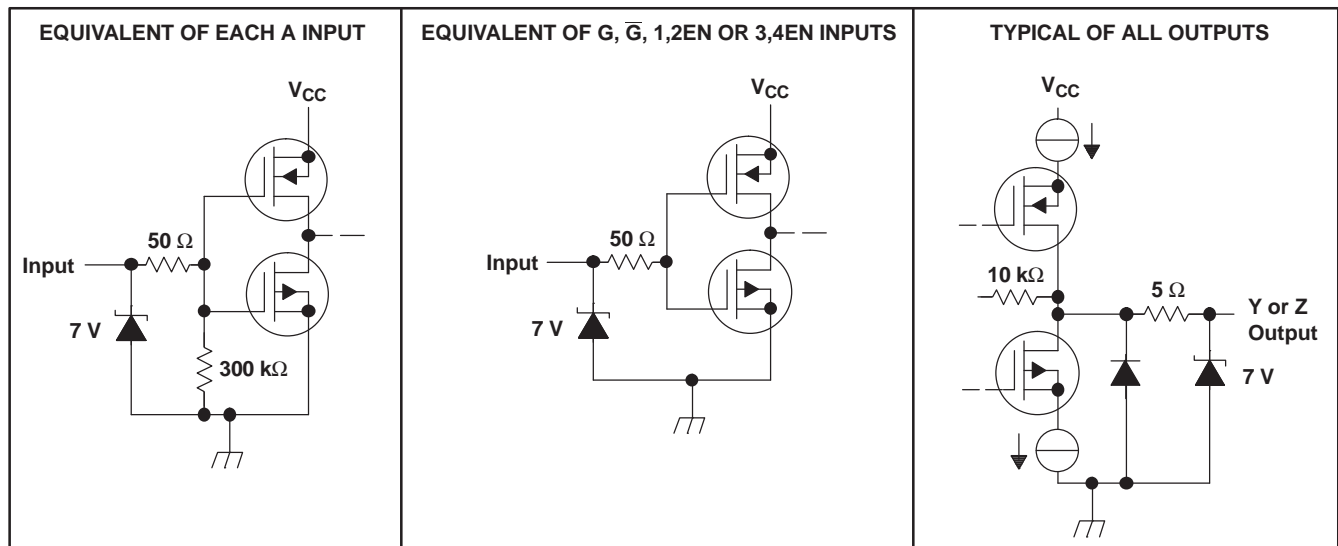 EQUIVALENT OF EACH A INPUT
VCC
50 Ω
Input
7 V
300 kΩ
EQUIVALENT OF G, G̅, 1,2EN OR 3,4EN INPUTS
VCC
50 Ω
Input
7 V
TYPICAL OF ALL OUTPUTS
VCC
10 kΩ
5 Ω
Y or Z
Output
7 V